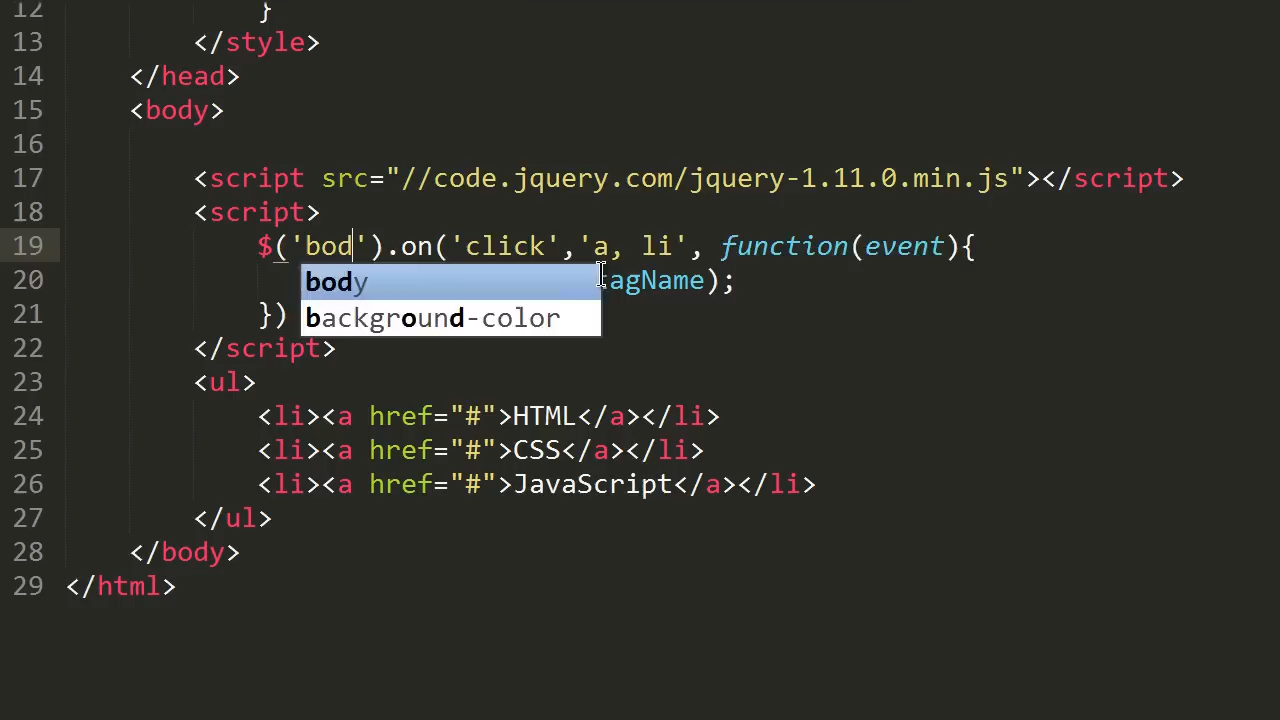 12 }
13 </style>
14 </head>
15 <body>
16
17 <script src="//code.jquery.com/jquery-1.11.0.min.js"></script>
18 <script>
19 $('bod').on('click','a, li', function(event){
20 tagName);
body
21 })
background-color
22 </script>
23 <ul>
24 <li><a href="#">HTML</a></li>
25 <li><a href="#">CSS</a></li>
26 <li><a href="#">JavaScript</a></li>
27 </ul>
28 </body>
29 </html>